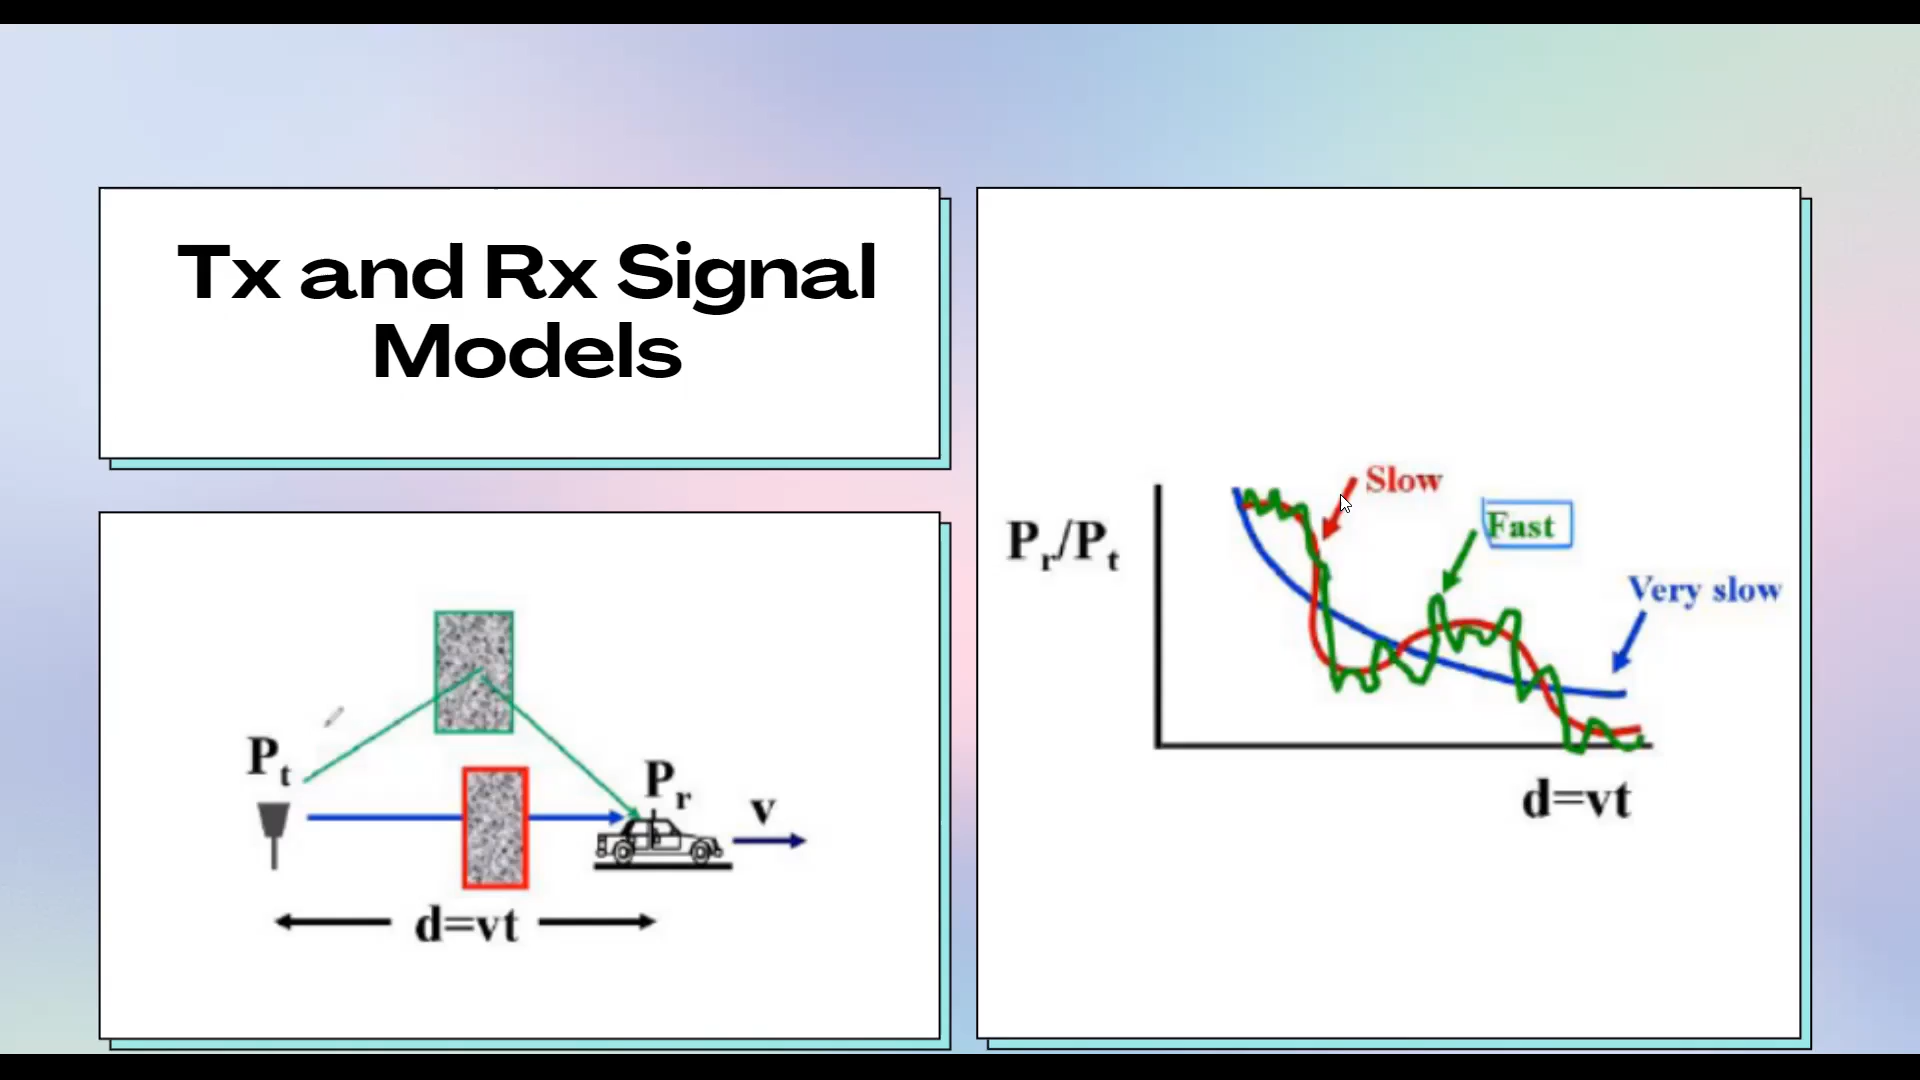 Tx and Rx Signal
Models
Pt
Pr
v
d=vt
Slow
Fast
Pr/Pt
Very slow
d=vt